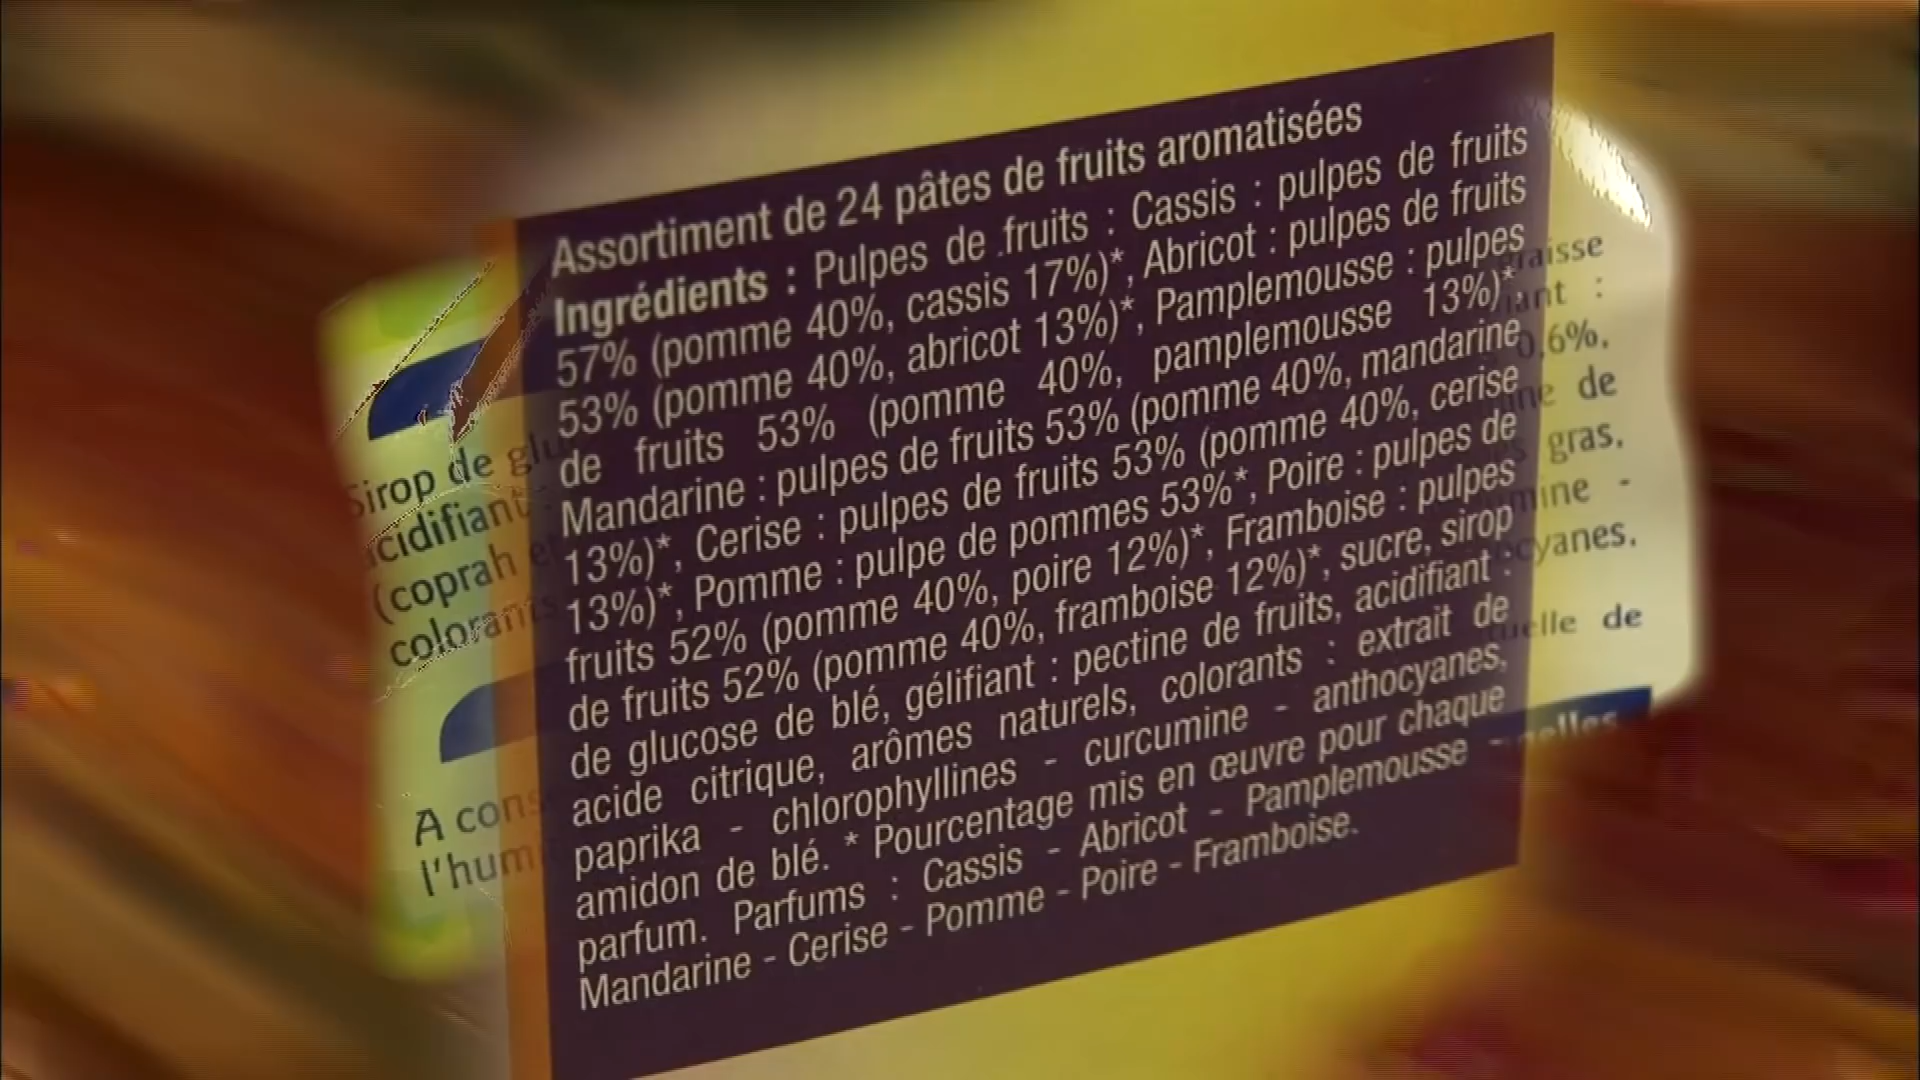 Assortiment de 24 pâtes de fruits aromatisées
Ingrédients : Pulpes de fruits : Cassis : pulpes de fruits
57% (pomme 40%, cassis 17%)*, Abricot : pulpes de fruits
53% (pomme 40%, abricot 13%)*, Pamplemousse : pulpes
de fruits 53% (pomme 40%, pamplemousse 13%)*,
Mandarine : pulpes de fruits 53% (pomme 40%, mandarine
13%)*, Cerise : pulpes de fruits 53% (pomme 40%, cerise
13%)*, Pomme : pulpe de pommes 53%*, Poire : pulpes de
fruits 52% (pomme 40%, poire 12%)*, Framboise : pulpes
de fruits 52% (pomme 40%, framboise 12%)*, sucre, sirop
de glucose de blé, gélifiant : pectine de fruits, acidifiant :
acide citrique, arômes naturels, colorants : extrait de
paprika - chlorophyllines - curcumine - anthocyanes,
amidon de blé. * Pourcentage mis en œuvre pour chaque
parfum. Parfums : Cassis - Abricot - Pamplemousse -
Mandarine - Cerise - Pomme - Poire - Framboise.
Sirop de
acidifiant
(coprah
colorants
A
0,6%,
de
gras,
de